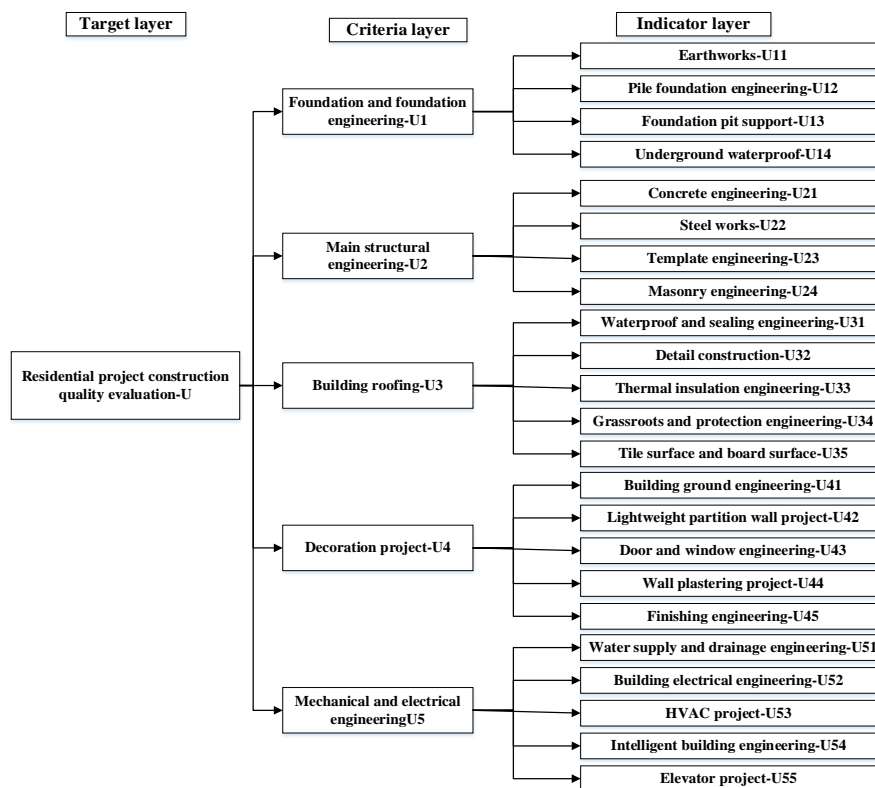 Target layer
Criteria layer
Indicator layer
Residential project construction
quality evaluation-U
Foundation and foundation
engineering-U1
Earthworks-U11
Pile foundation engineering-U12
Foundation pit support-U13
Underground waterproof-U14
Main structural
engineering-U2
Concrete engineering-U21
Steel works-U22
Template engineering-U23
Masonry engineering-U24
Building roofing-U3
Waterproof and sealing engineering-U31
Detail construction-U32
Thermal insulation engineering-U33
Grassroots and protection engineering-U34
Tile surface and board surface-U35
Decoration project-U4
Building ground engineering-U41
Lightweight partition wall project-U42
Door and window engineering-U43
Wall plastering project-U44
Finishing engineering-U45
Mechanical and electrical
engineeringU5
Water supply and drainage engineering-U51
Building electrical engineering-U52
HVAC project-U53
Intelligent building engineering-U54
Elevator project-U55